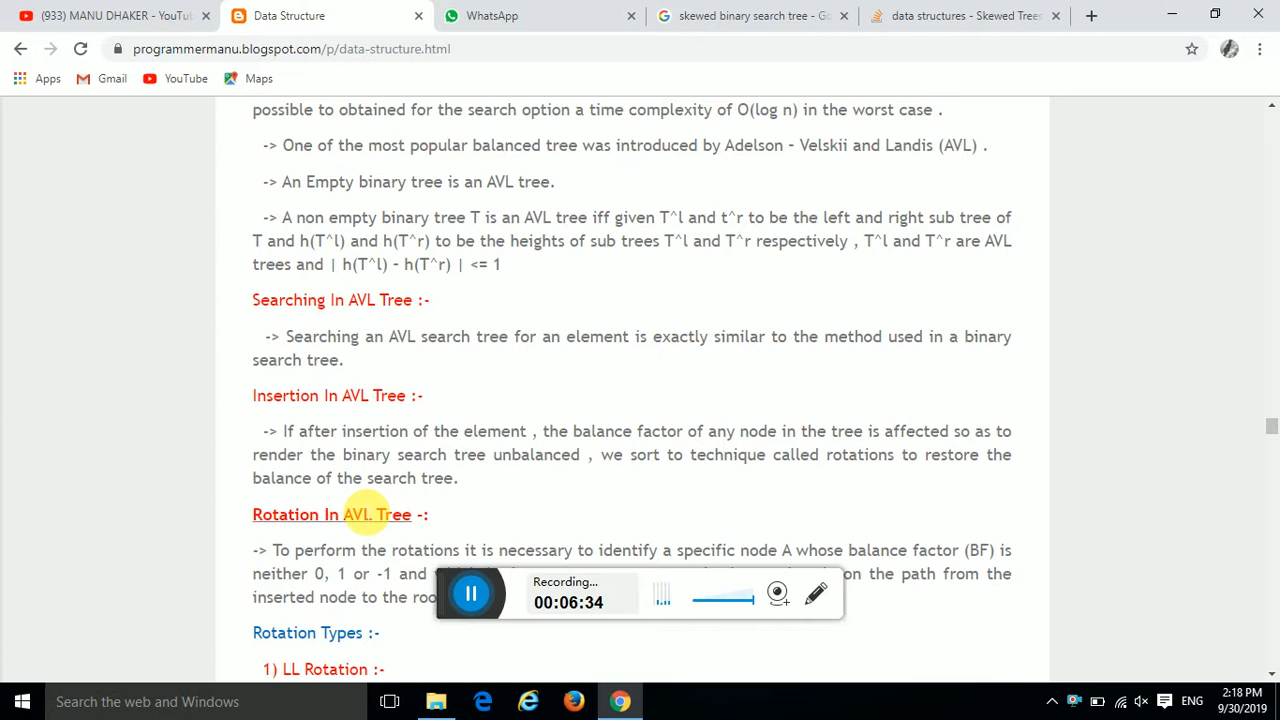 (933) MANU DHAKER - YouTu
Data Structure
WhatsApp
skewed binary search tree - Go
data structures - Skewed Trees
programmermanu.blogspot.com/p/data-structure.html
Apps
Gmail
YouTube
Maps
possible to obtained for the search option a time complexity of O(log n) in the worst case .
-> One of the most popular balanced tree was introduced by Adelson - Velskii and Landis (AVL) .
-> An Empty binary tree is an AVL tree.
-> A non empty binary tree T is an AVL tree iff given T^l and t^r to be the left and right sub tree of
T and h(T^l) and h(T^r) to be the heights of sub trees T^l and T^r respectively , T^l and T^r are AVL
trees and | h(T^l) - h(T^r) | <= 1
Searching In AVL Tree :-
-> Searching an AVL search tree for an element is exactly similar to the method used in a binary
search tree.
Insertion In AVL Tree :-
-> If after insertion of the element , the balance factor of any node in the tree is affected so as to
render the binary search tree unbalanced , we sort to technique called rotations to restore the
balance of the search tree.
Rotation In AVL Tree -:
-> To perform the rotations it is necessary to identify a specific node A whose balance factor (BF) is
neither 0, 1 or -1 and on the path from the
inserted node to the roo
Recording...
00:06:34
Rotation Types :-
1) LL Rotation :-
Search the web and Windows
ENG
2:18 PM
9/30/2019